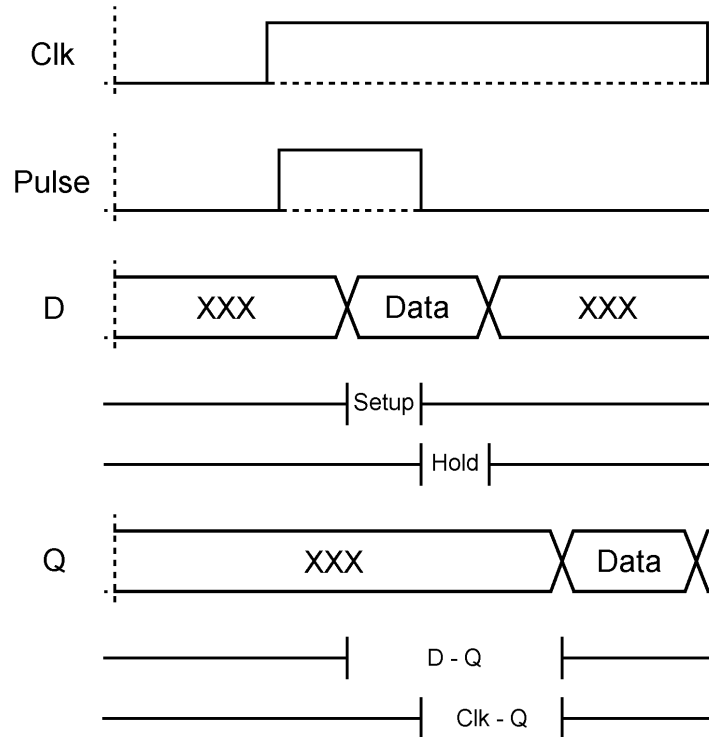 Clk
Pulse
D XXX Data XXX
Setup
Hold
Q XXX Data
D - Q
Clk - Q